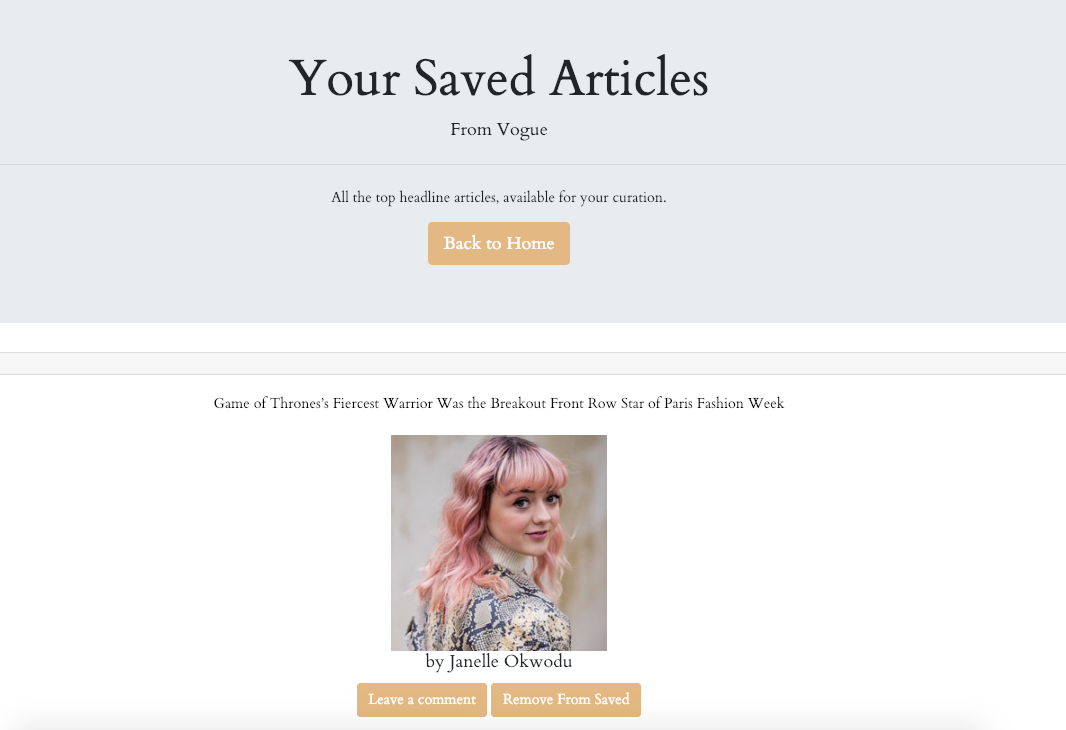 Your Saved Articles
From Vogue
All the top headline articles, available for your curation.
Back to Home
Game of Thrones’s Fiercest Warrior Was the Breakout Front Row Star of Paris Fashion Week
by Janelle Okwodu
Leave a comment Remove From Saved